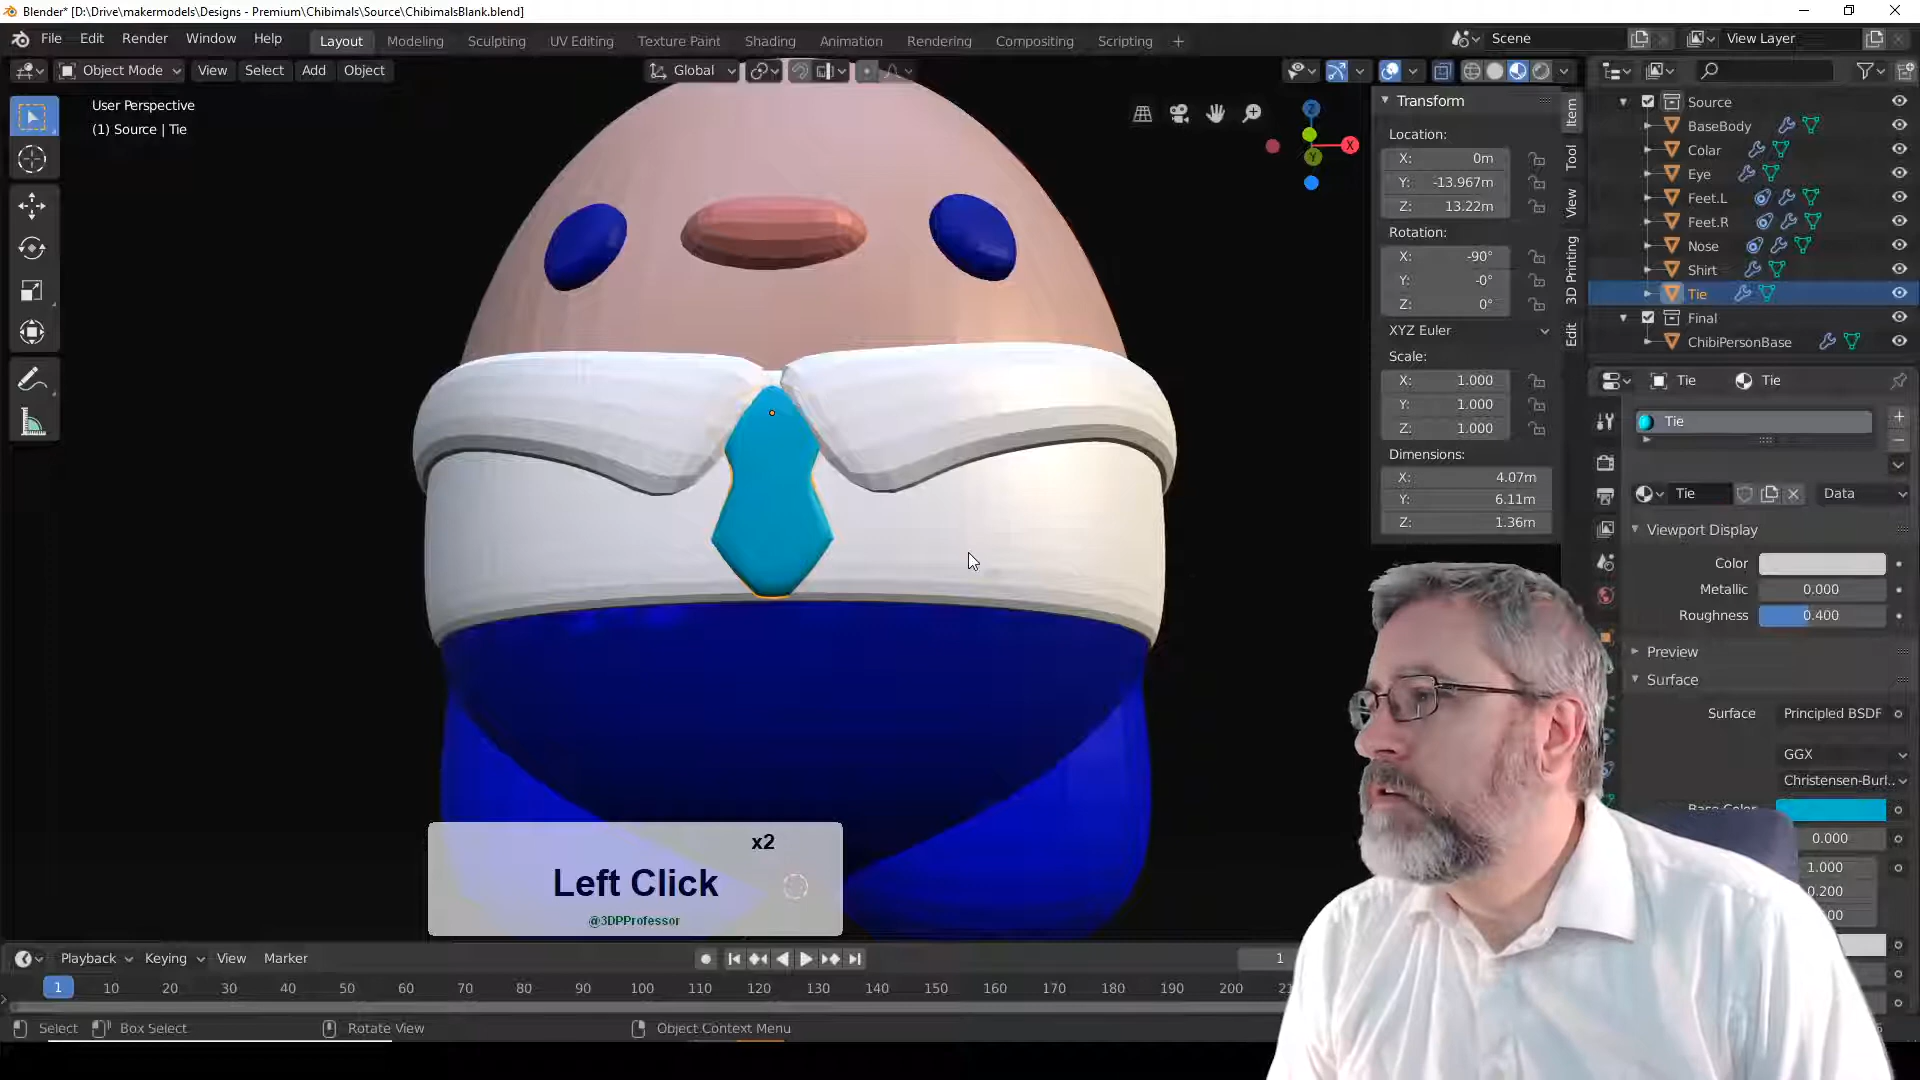 Blender* [D:\Drive\makermodels\Designs - Premium\Chibimals\Source\ChibimalsBlank.blend]
File Edit Render Window Help
Layout Modeling Sculpting UV Editing Texture Paint Shading Animation Rendering Compositing Scripting +
Scene
View Layer
Object Mode View Select Add Object
Global
User Perspective
(1) Source | Tie
Z
Y
X
Transform
Location:
X: 0m
Y: -13.967m
Z: 13.22m
Rotation:
X: -90°
Y: -0°
Z: 0°
XYZ Euler
Scale:
X: 1.000
Y: 1.000
Z: 1.000
Dimensions:
X: 4.07m
Y: 6.11m
Z: 1.36m
Item
Tool
View
3D Printing
Edit
Source
BaseBody
Colar
Eye
Feet.L
Feet.R
Nose
Shirt
Tie
Final
ChibiPersonBase
Tie Tie
Tie
Tie Data
Viewport Display
Color
Metallic 0.000
Roughness 0.400
Preview
Surface
Surface Principled BSDF
GGX
Christensen-Burl..
Base Color
0.000
1.000
0.200
x2
Left Click
@3DPProfessor
Playback Keying View Marker
1
1 10 20 30 40 50 60 70 80 90 100 110 120 130 140 150 160 170 180 190 200
Select Box Select Rotate View Object Context Menu